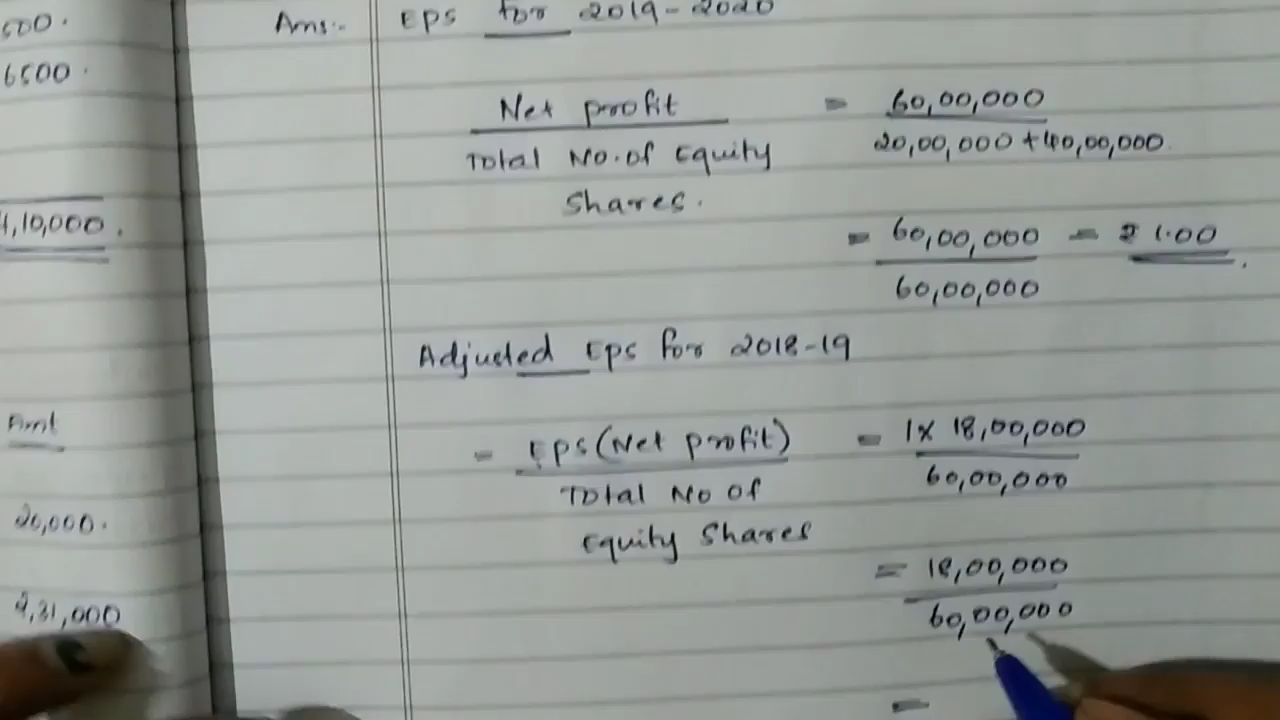 500.
6500.
1,10,000.
Amt
20,000.
2,31,000
Ans:- EPS for 2019-2020
Net profit = 60,00,000
Total No. of Equity 20,00,000 + 40,00,000
Shares.
= 60,00,000 = ₹ 1.00
60,00,000
Adjusted EPS for 2018-19
= EPS (Net profit) = 1 x 18,00,000
Total No of 60,00,000
Equity Shares
= 18,00,000
60,00,000
=